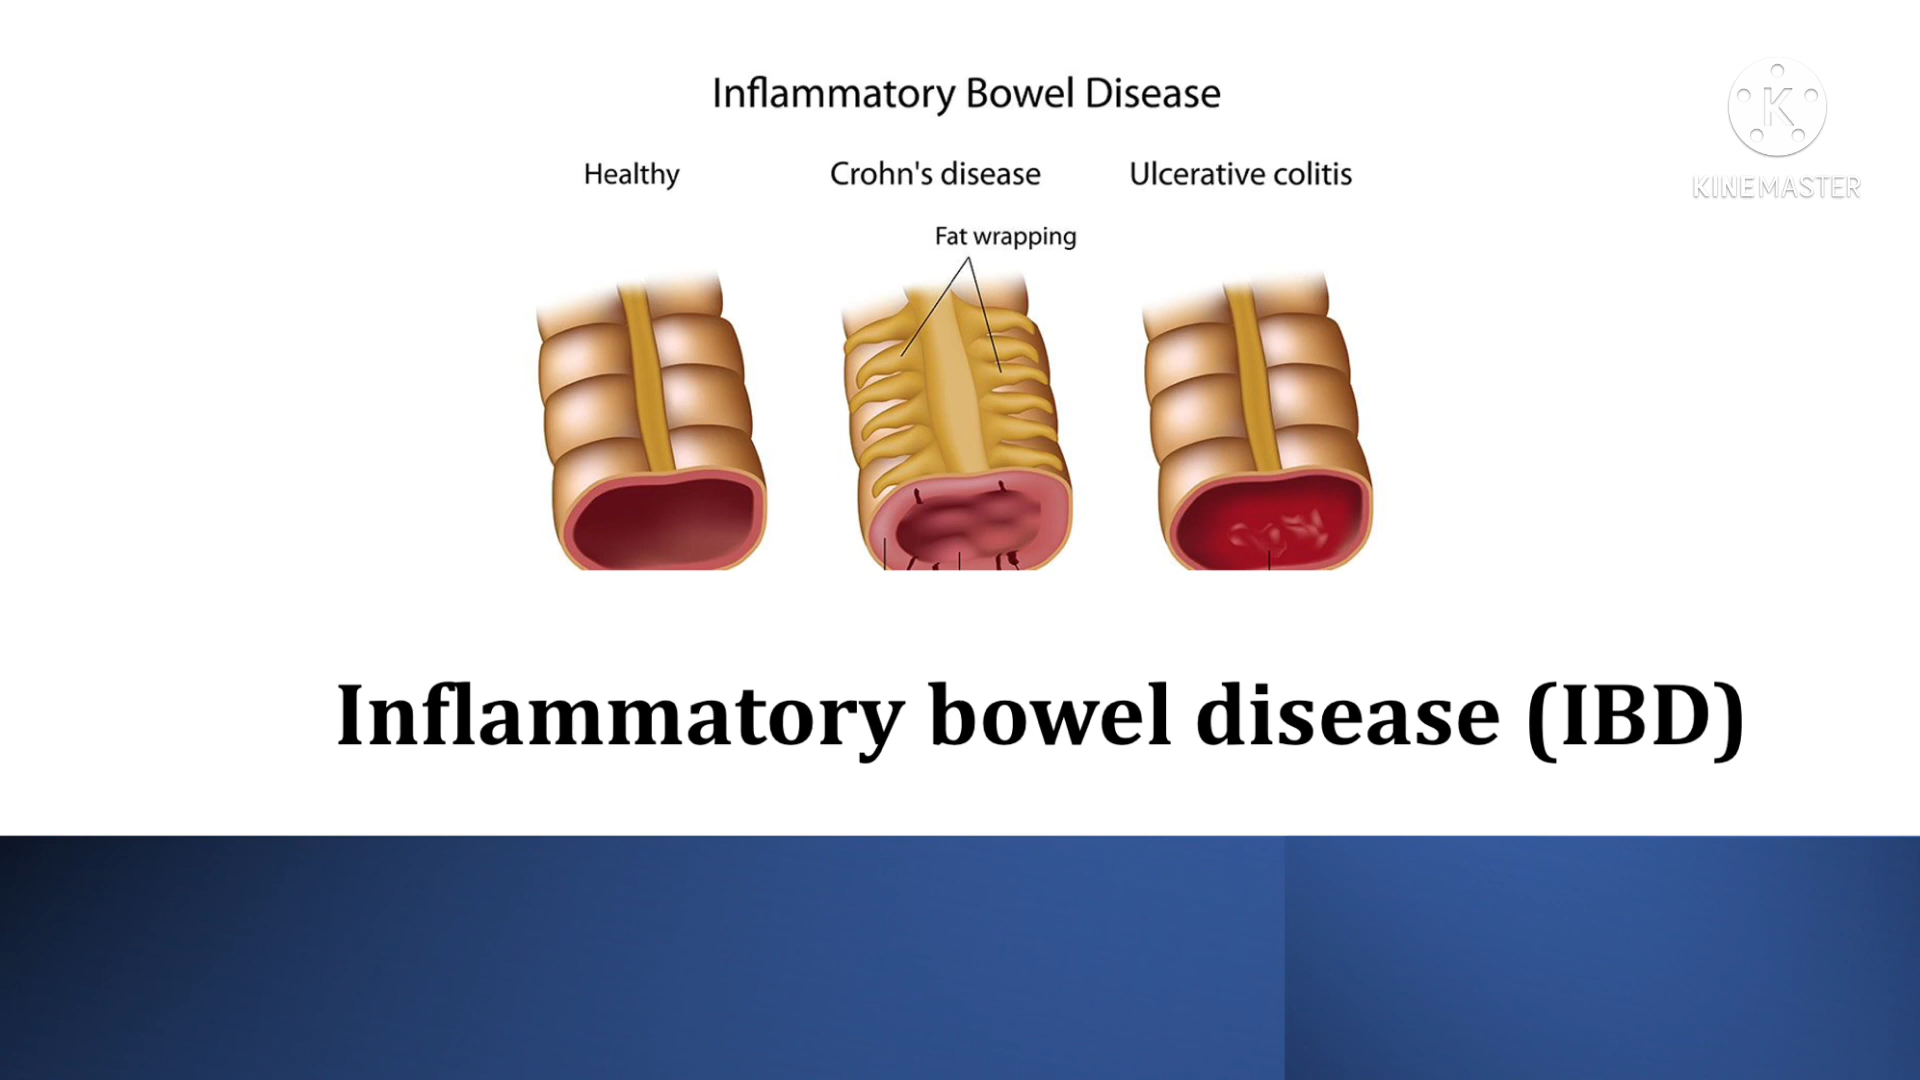 Inflammatory Bowel Disease
Healthy
Crohn's disease
Ulcerative colitis
Fat wrapping
K
KINEMASTER
Inflammatory bowel disease (IBD)